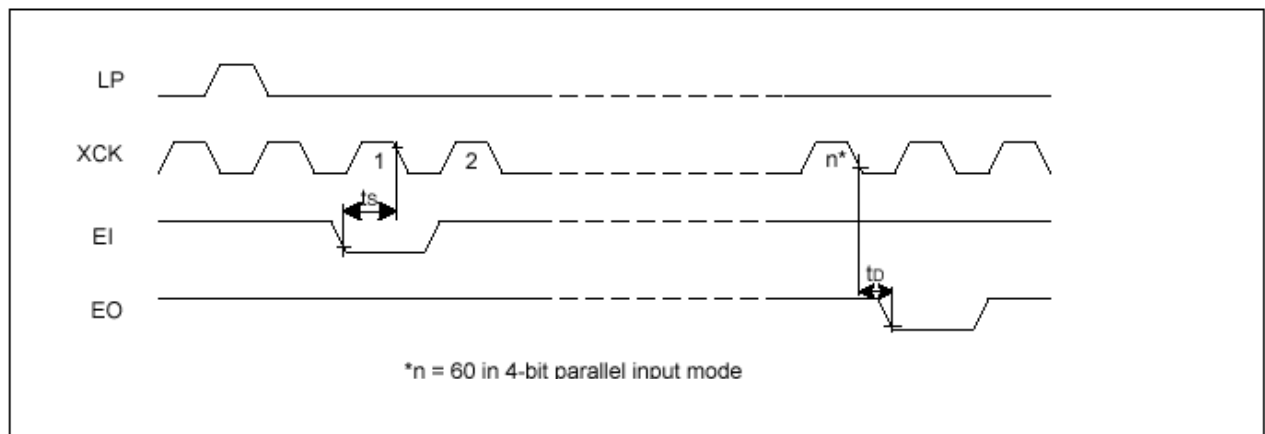 LP
XCK
1
2
n*
ts
EI
tD
EO
*n = 60 in 4-bit parallel input mode